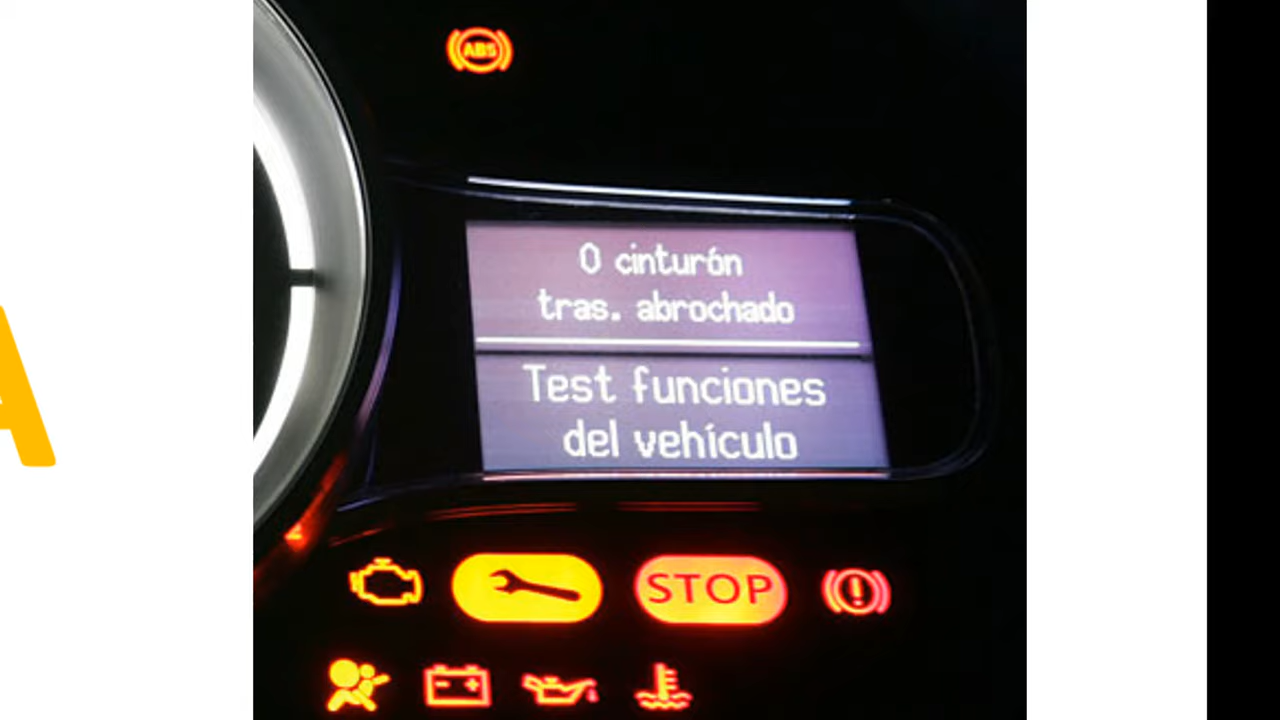 ABS
0 cinturón
tras. abrochado
Test funciones
del vehículo
STOP
A